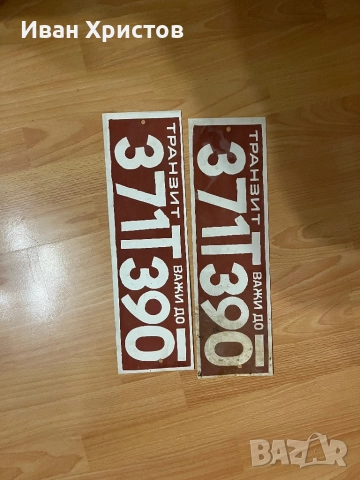 Иван Христов
ТРАНЗИТ
371Т390
ВАЖИ ДО
ТРАНЗИТ
371Т390
ВАЖИ ДО
BAZAR